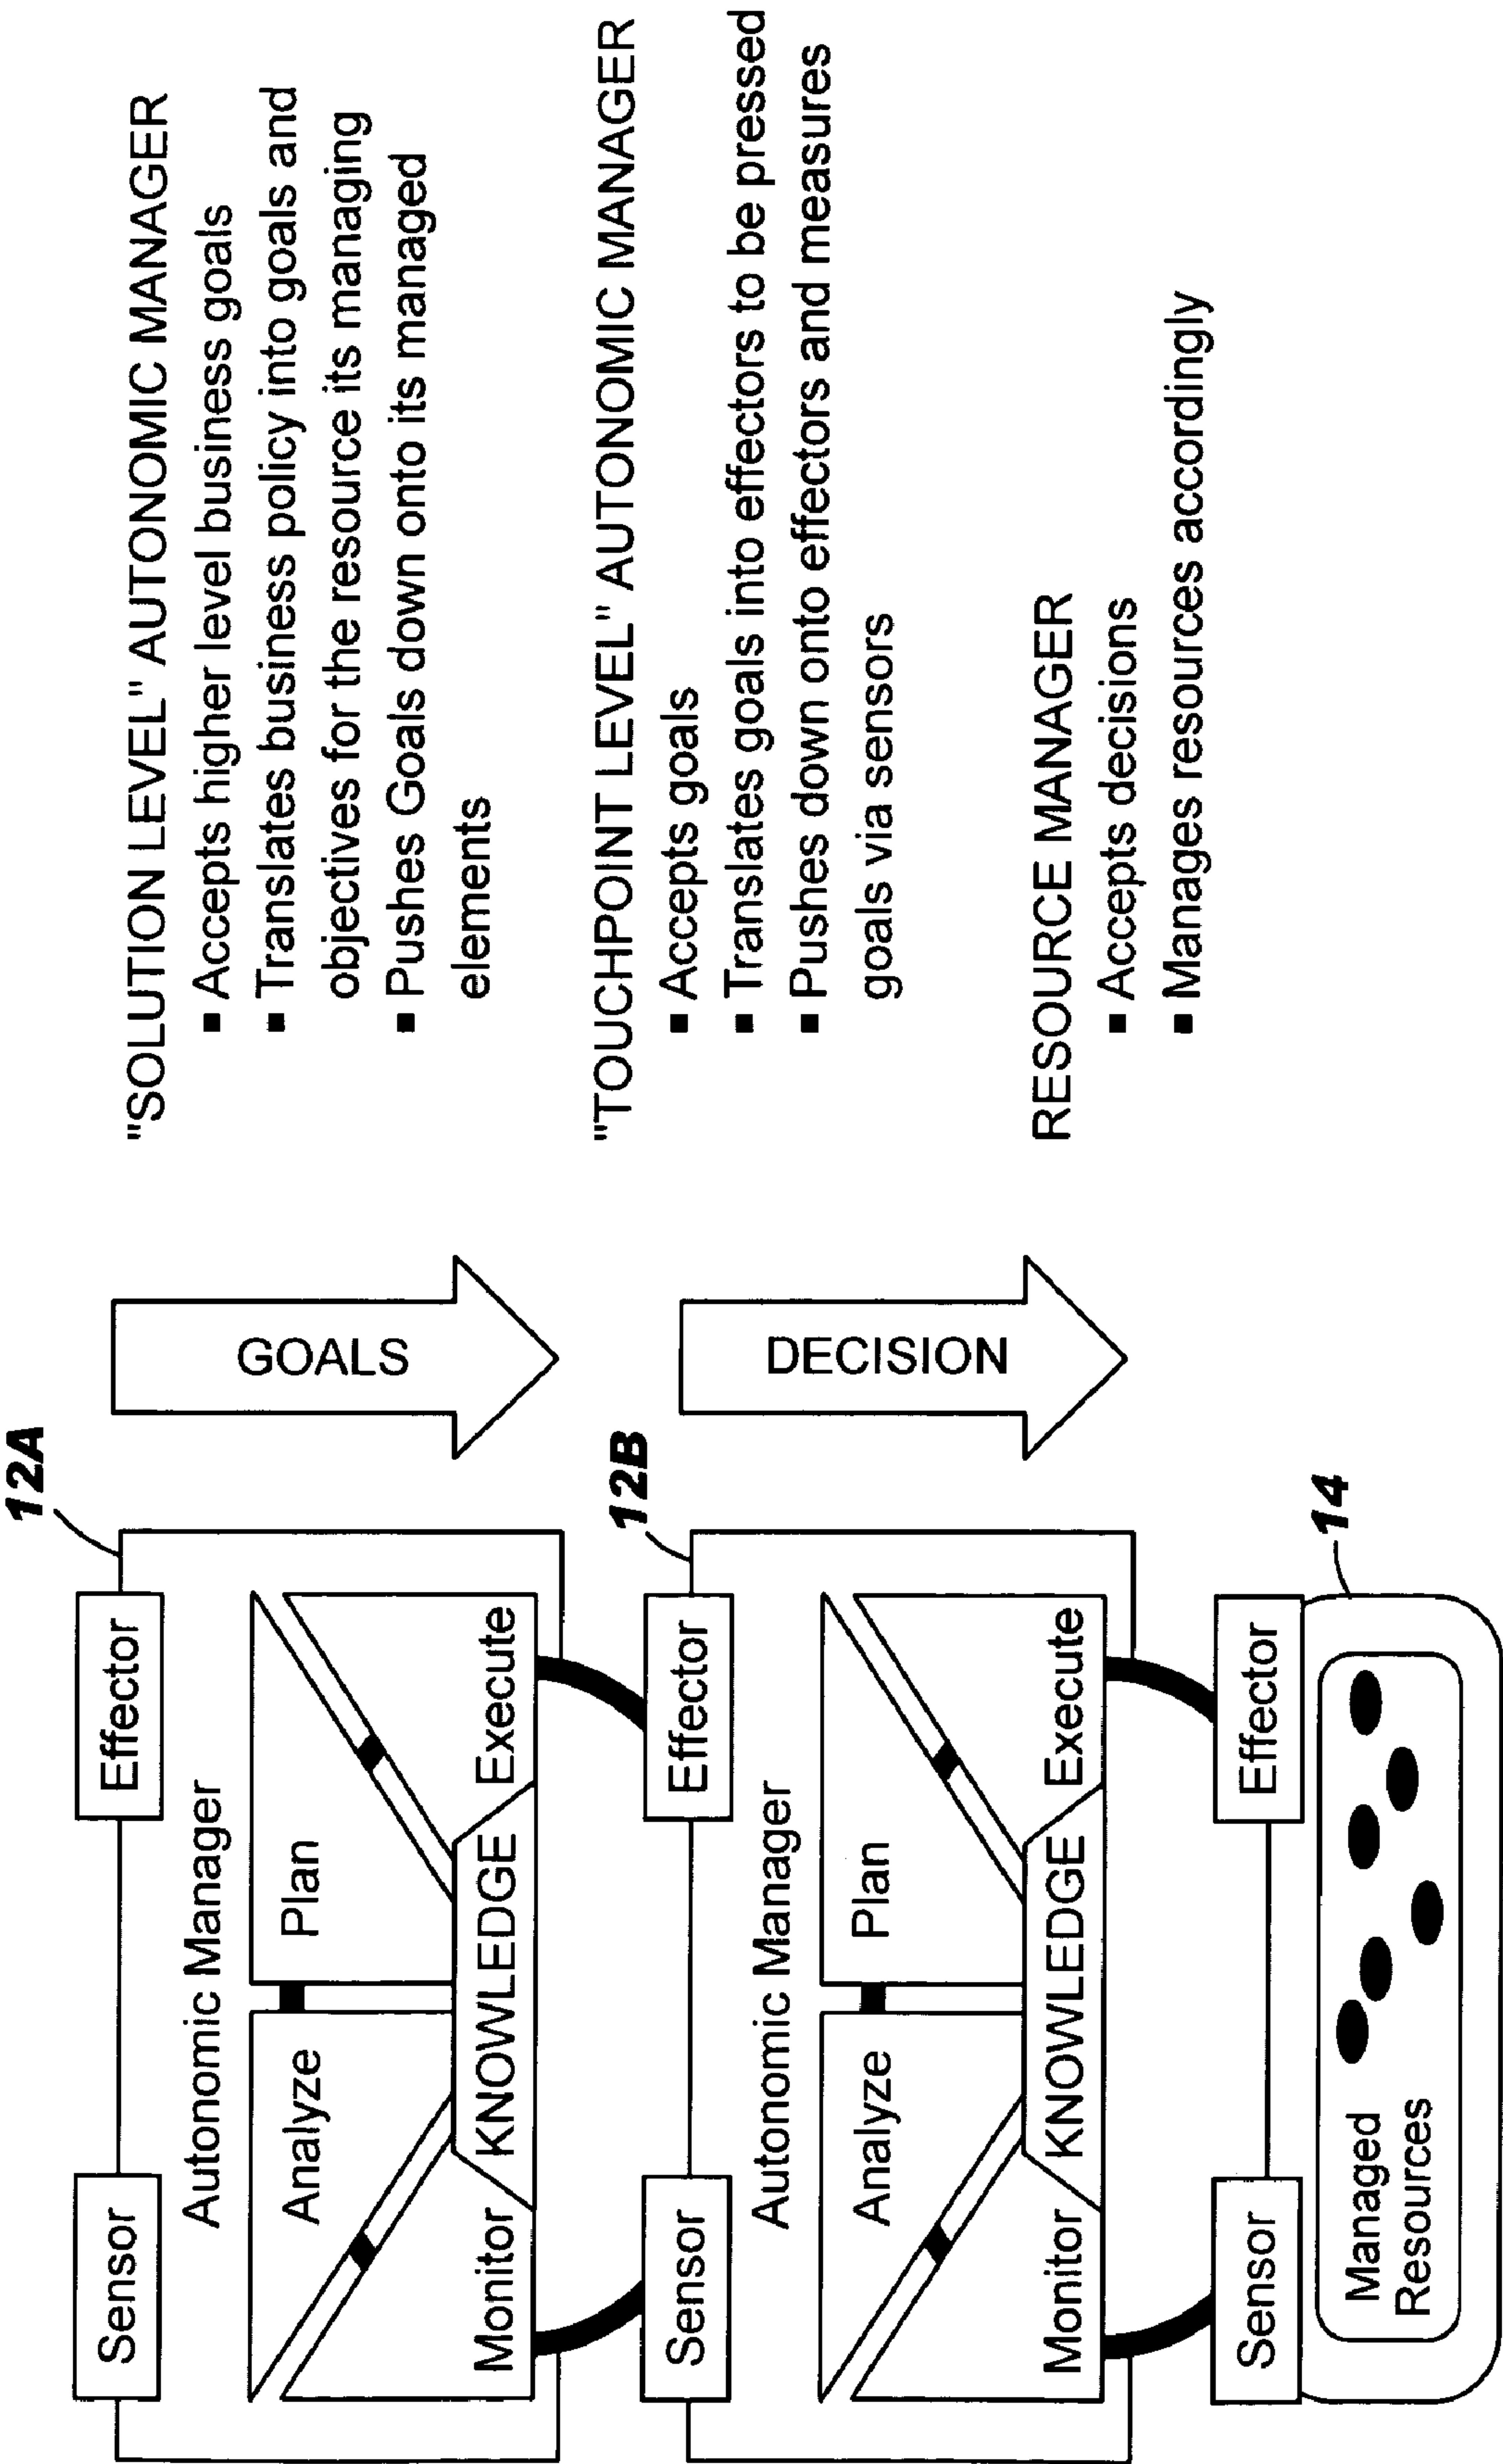 12A
Sensor
Effector
Autonomic Manager
Analyze
Plan
Monitor
KNOWLEDGE
Execute
GOALS
"SOLUTION LEVEL" AUTONOMIC MANAGER
▪ Accepts higher level business goals
▪ Translates business policy into goals and
objectives for the resource its managing
▪ Pushes Goals down onto its managed
elements
12B
Sensor
Effector
Autonomic Manager
Analyze
Plan
Monitor
KNOWLEDGE
Execute
DECISION
"TOUCHPOINT LEVEL" AUTONOMIC MANAGER
▪ Accepts goals
▪ Translates goals into effectors to be pressed
▪ Pushes down onto effectors and measures
goals via sensors
Sensor
Effector
14
Managed
Resources
RESOURCE MANAGER
▪ Accepts decisions
▪ Manages resources accordingly